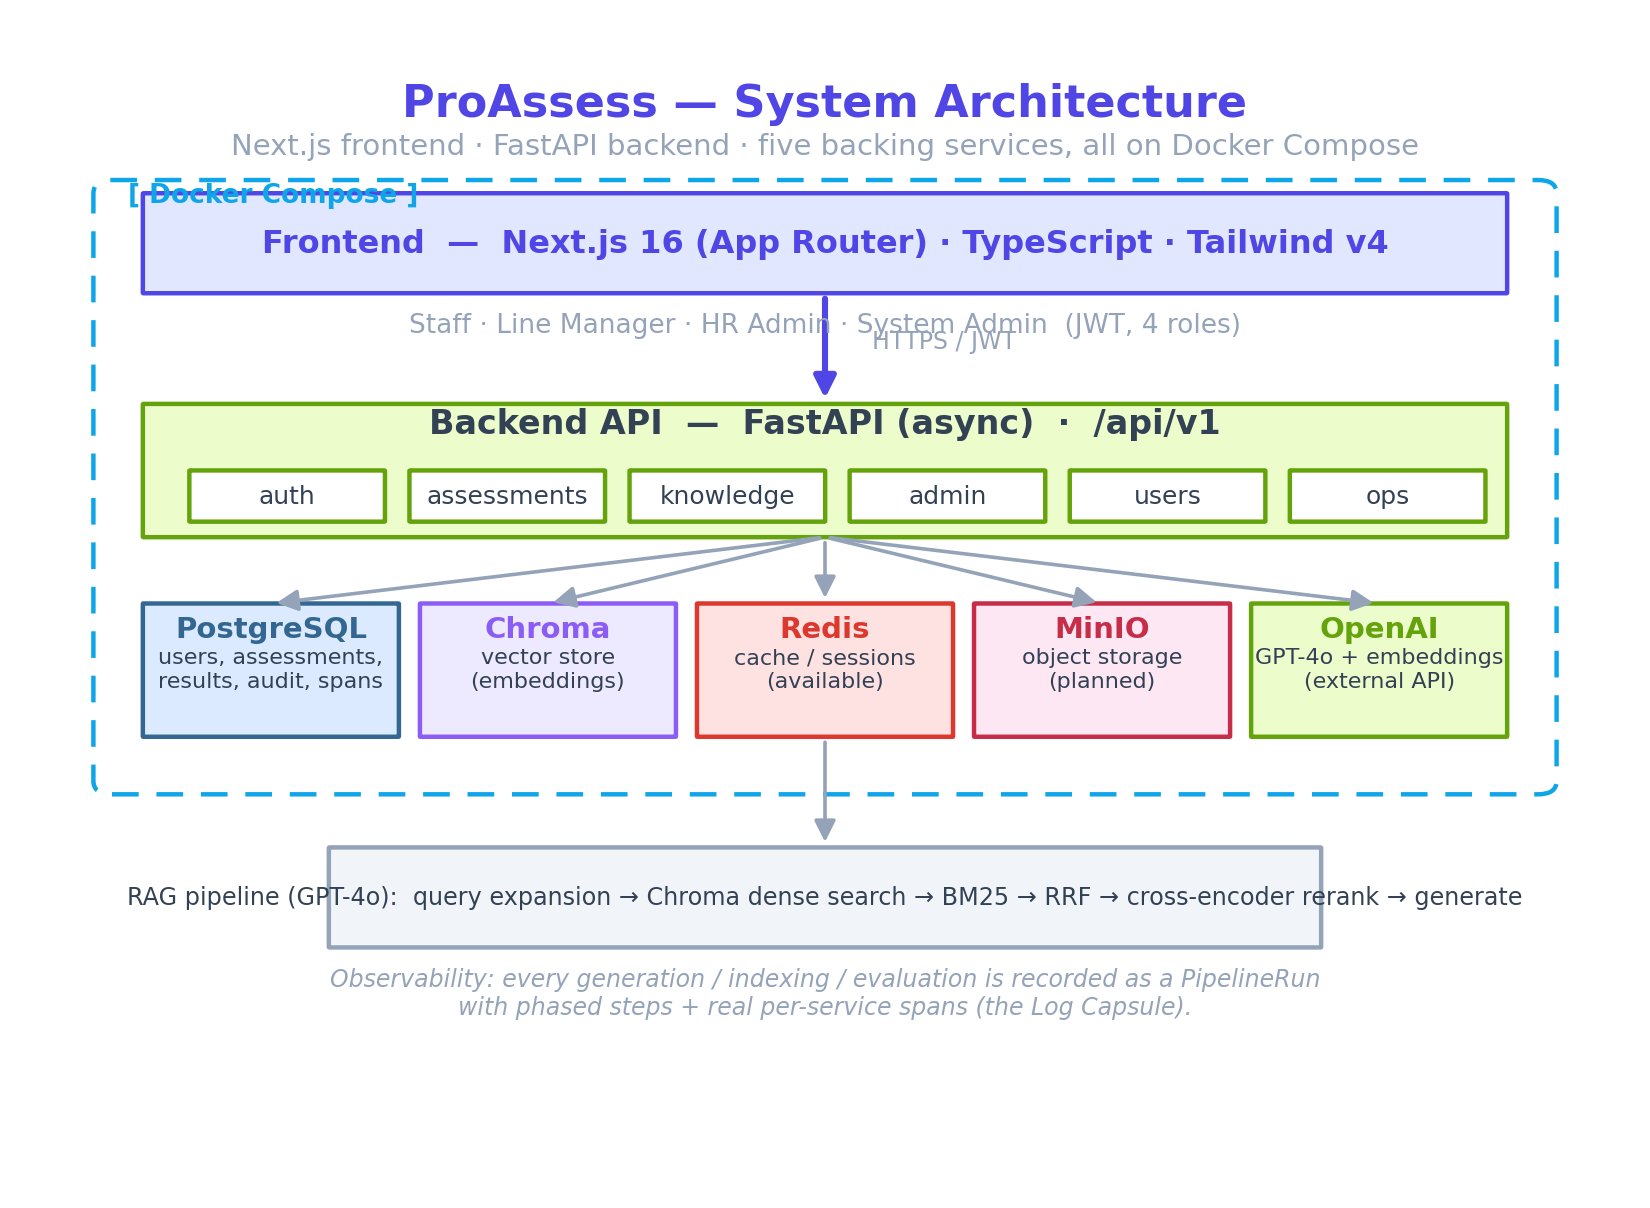 ProAssess — System Architecture
Next.js frontend · FastAPI backend · five backing services, all on Docker Compose
[ Docker Compose ]
Frontend — Next.js 16 (App Router) · TypeScript · Tailwind v4
Staff · Line Manager · HR Admin · System Admin (JWT, 4 roles)
HTTPS / JWT
Backend API — FastAPI (async) · /api/v1
auth
assessments
knowledge
admin
users
ops
PostgreSQL
users, assessments,
results, audit, spans
Chroma
vector store
(embeddings)
Redis
cache / sessions
(available)
MinIO
object storage
(planned)
OpenAI
GPT-4o + embeddings
(external API)
RAG pipeline (GPT-4o): query expansion → Chroma dense search → BM25 → RRF → cross-encoder rerank → generate
Observability: every generation / indexing / evaluation is recorded as a PipelineRun
with phased steps + real per-service spans (the Log Capsule).